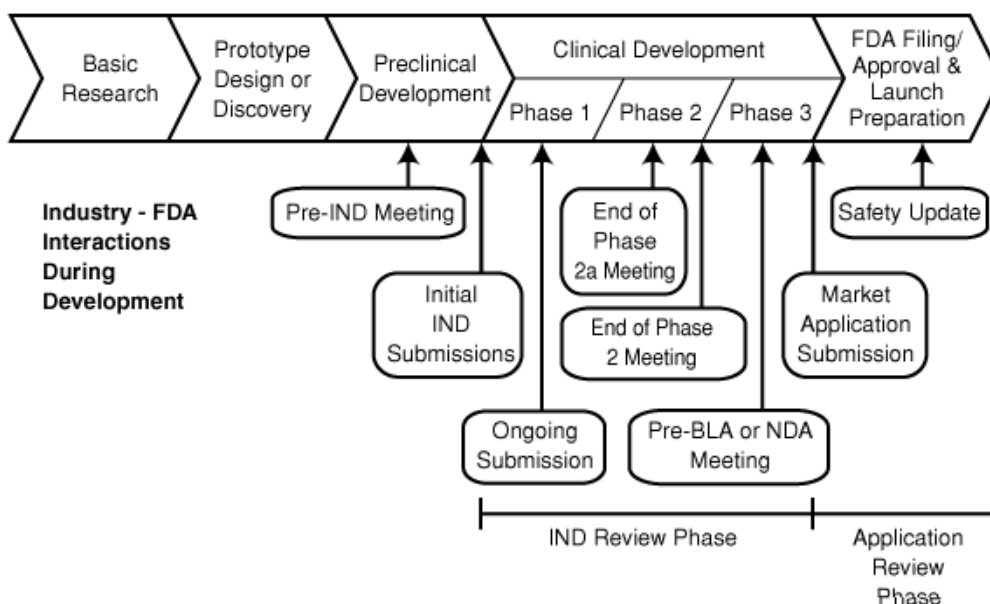 Basic
Research
Prototype
Design or
Discovery
Preclinical
Development
Clinical Development
Phase 1
Phase 2
Phase 3
FDA Filing/
Approval &
Launch
Preparation
Industry - FDA
Interactions
During
Development
Pre-IND Meeting
Initial
IND
Submissions
Ongoing
Submission
End of
Phase
2a Meeting
End of Phase
2 Meeting
Pre-BLA or NDA
Meeting
Market
Application
Submission
Safety Update
IND Review Phase
Application
Review
Phase